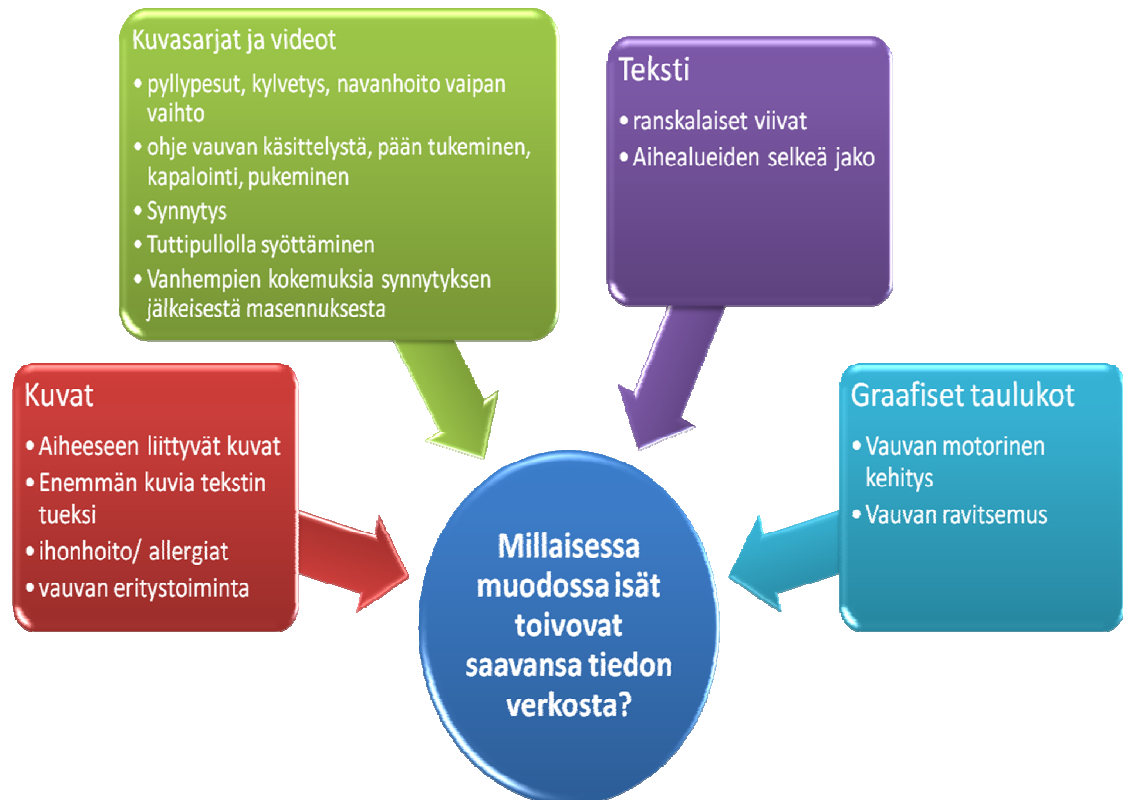 Kuvasarjat ja videot
• pyllypesut, kylvetys, navanhoito vaipan
vaihto
• ohje vauvan käsittelystä, pään tukeminen,
kapalointi, pukeminen
• Synnytys
• Tuttipullolla syöttäminen
• Vanhempien kokemuksia synnytyksen
jälkeisestä masennuksesta
Teksti
• ranskalaiset viivat
• Aihealueiden selkeä jako
Kuvat
• Aiheeseen liittyvät kuvat
• Enemmän kuvia tekstin
tueksi
• ihonhoito/ allergiat
• vauvan eritystoiminta
Graafiset taulukot
• Vauvan motorinen
kehitys
• Vauvan ravitsemus
Millaisessa
muodossa isät
toivovat
saavansa tiedon
verkosta?